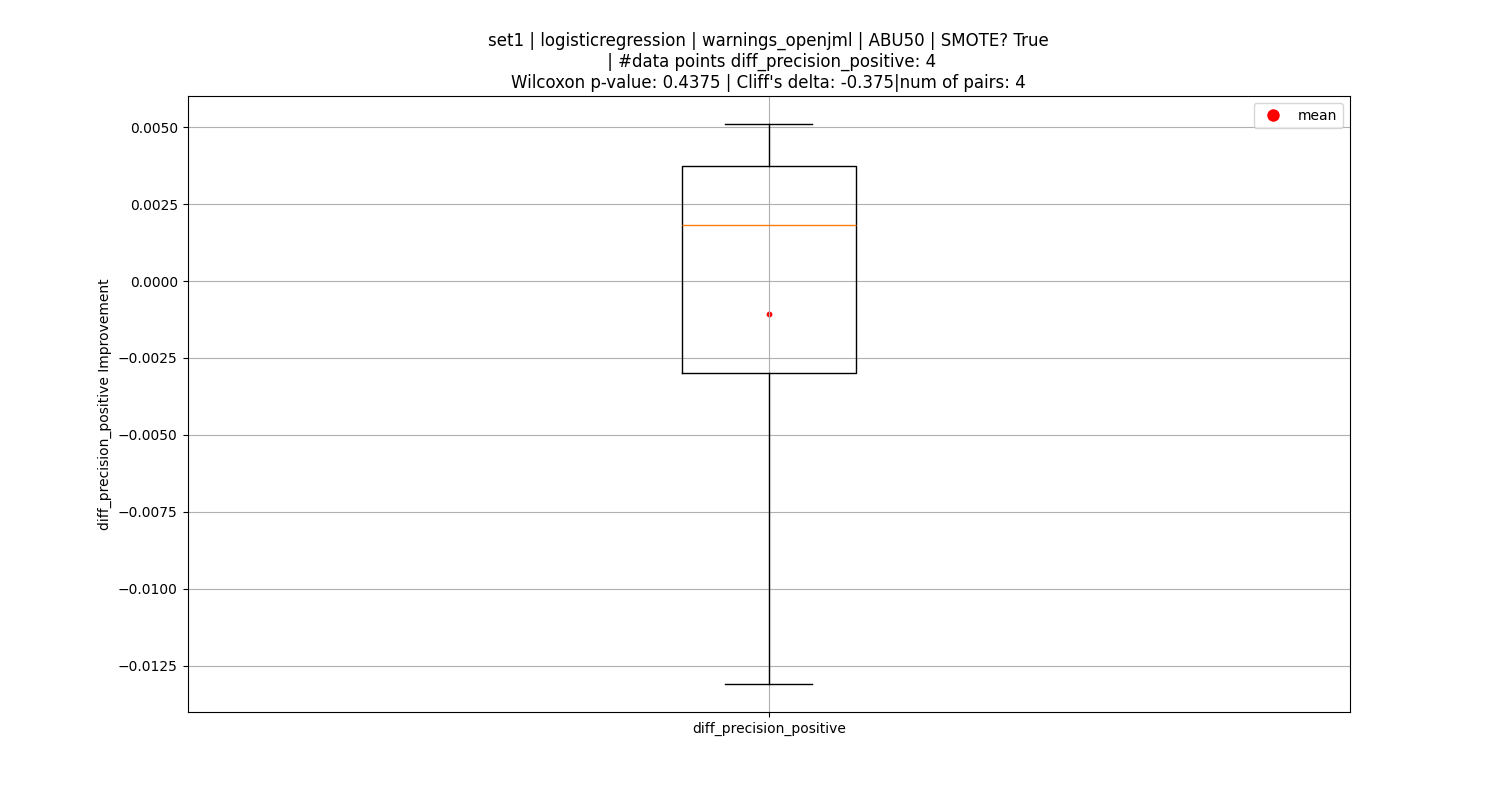 set1 | logisticregression | warnings_openjml | ABU50 | SMOTE? True
| #data points diff_precision_positive: 4
Wilcoxon p-value: 0.4375 | Cliff's delta: -0.375|num of pairs: 4
mean
0.0050
0.0025
0.0000
−0.0025
−0.0050
−0.0075
−0.0100
−0.0125
diff_precision_positive Improvement
diff_precision_positive